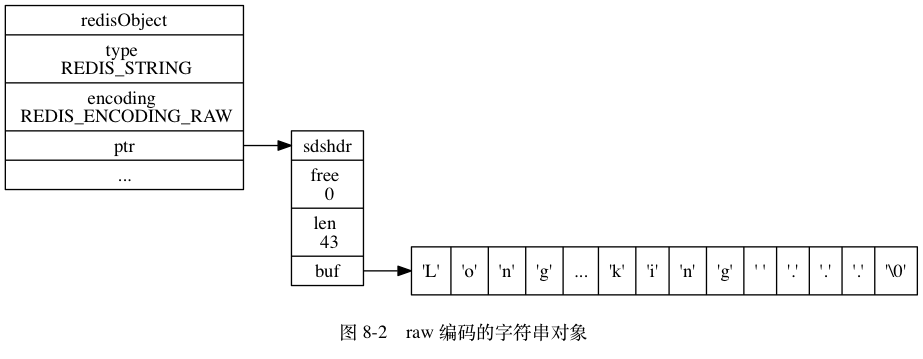 redisObject
type
REDIS_STRING
encoding
REDIS_ENCODING_RAW
ptr
...
sdshdr
free
0
len
43
buf
'L' 'o' 'n' 'g' ... 'k' 'i' 'n' 'g' ' ' '.' '.' '.' '\0'
图 8-2 raw 编码的字符串对象